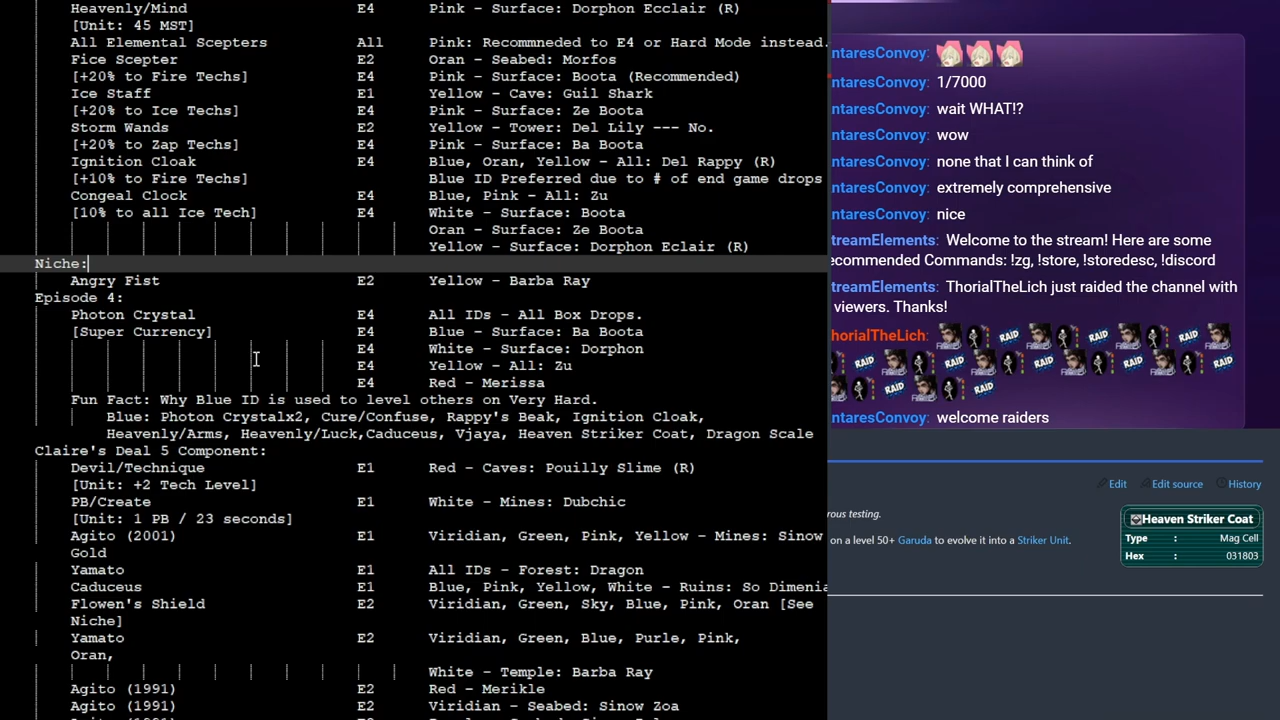 Heavenly/Mind E4 Pink - Surface: Dorphon Ecclair (R)
[Unit: 45 MST]
All Elemental Scepters All Pink: Recommneded to E4 or Hard Mode instead.
Fice Scepter E2 Oran - Seabed: Morfos
[+20% to Fire Techs] E4 Pink - Surface: Boota (Recommended)
Ice Staff E1 Yellow - Cave: Guil Shark
[+20% to Ice Techs] E4 Pink - Surface: Ze Boota
Storm Wands E2 Yellow - Tower: Del Lily --- No.
[+20% to Zap Techs] E4 Pink - Surface: Ba Boota
Ignition Cloak E4 Blue, Oran, Yellow - All: Del Rappy (R)
[+10% to Fire Techs] Blue ID Preferred due to # of end game drops
Congeal Clock E4 Blue, Pink - All: Zu
[10% to all Ice Tech] E4 White - Surface: Boota
Oran - Surface: Ze Boota
Yellow - Surface: Dorphon Eclair (R)
Niche:
Angry Fist E2 Yellow - Barba Ray
Episode 4:
Photon Crystal E4 All IDs - All Box Drops.
[Super Currency] E4 Blue - Surface: Ba Boota
E4 White - Surface: Dorphon
E4 Yellow - All: Zu
E4 Red - Merissa
Fun Fact: Why Blue ID is used to level others on Very Hard.
Blue: Photon Crystalx2, Cure/Confuse, Rappy's Beak, Ignition Cloak,
Heavenly/Arms, Heavenly/Luck,Caduceus, Vjaya, Heaven Striker Coat, Dragon Scale
Claire's Deal 5 Component:
Devil/Technique E1 Red - Caves: Pouilly Slime (R)
[Unit: +2 Tech Level]
PB/Create E1 White - Mines: Dubchic
[Unit: 1 PB / 23 seconds]
Agito (2001) E1 Viridian, Green, Pink, Yellow - Mines: Sinow
Gold
Yamato E1 All IDs - Forest: Dragon
Caduceus E1 Blue, Pink, Yellow, White - Ruins: So Dimenia
Flowen's Shield E2 Viridian, Green, Sky, Blue, Pink, Oran [See
Niche]
Yamato E2 Viridian, Green, Blue, Purle, Pink,
Oran,
White - Temple: Barba Ray
Agito (1991) E2 Red - Merikle
Agito (1991) E2 Viridian - Seabed: Sinow Zoa
ntaresConvoy:
ntaresConvoy: 1/7000
ntaresConvoy: wait WHAT!?
ntaresConvoy: wow
ntaresConvoy: none that I can think of
ntaresConvoy: extremely comprehensive
ntaresConvoy: nice
treamElements: Welcome to the stream! Here are some
ecommended Commands: !zg, !store, !storedesc, !discord
treamElements: ThorialTheLich just raided the channel with
viewers. Thanks!
horialTheLich: RAID RAID RAID
RAID RAID RAID RAID
RAID RAID
ntaresConvoy: welcome raiders
Edit Edit source History
rous testing.
on a level 50+ Garuda to evolve it into a Striker Unit.
Heaven Striker Coat
Type : Mag Cell
Hex : 031803